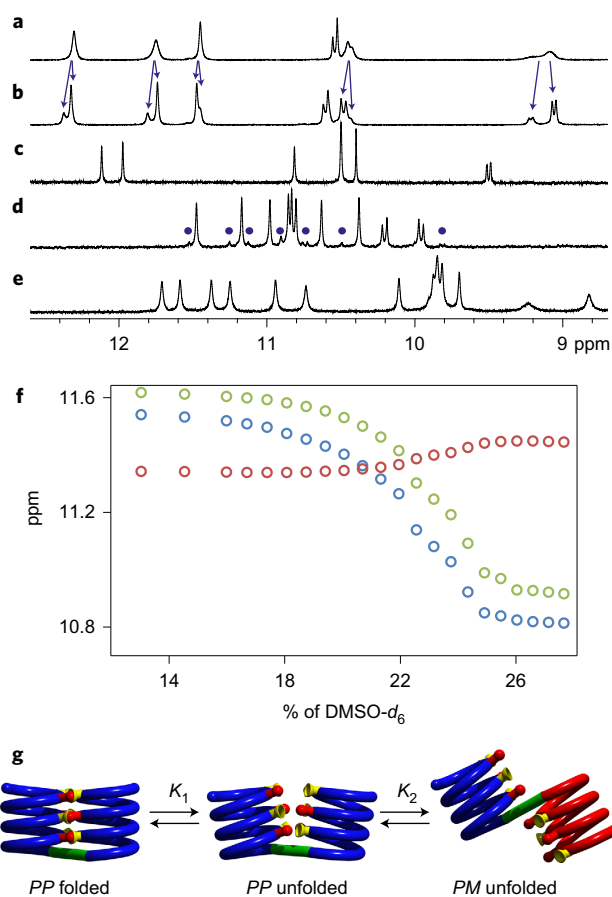 a
b
c
d
e
12 11 10 9 ppm
f
11.6
11.2
10.8
ppm
14 18 22 26
% of DMSO-d6
g
K1 K2
PP folded PP unfolded PM unfolded